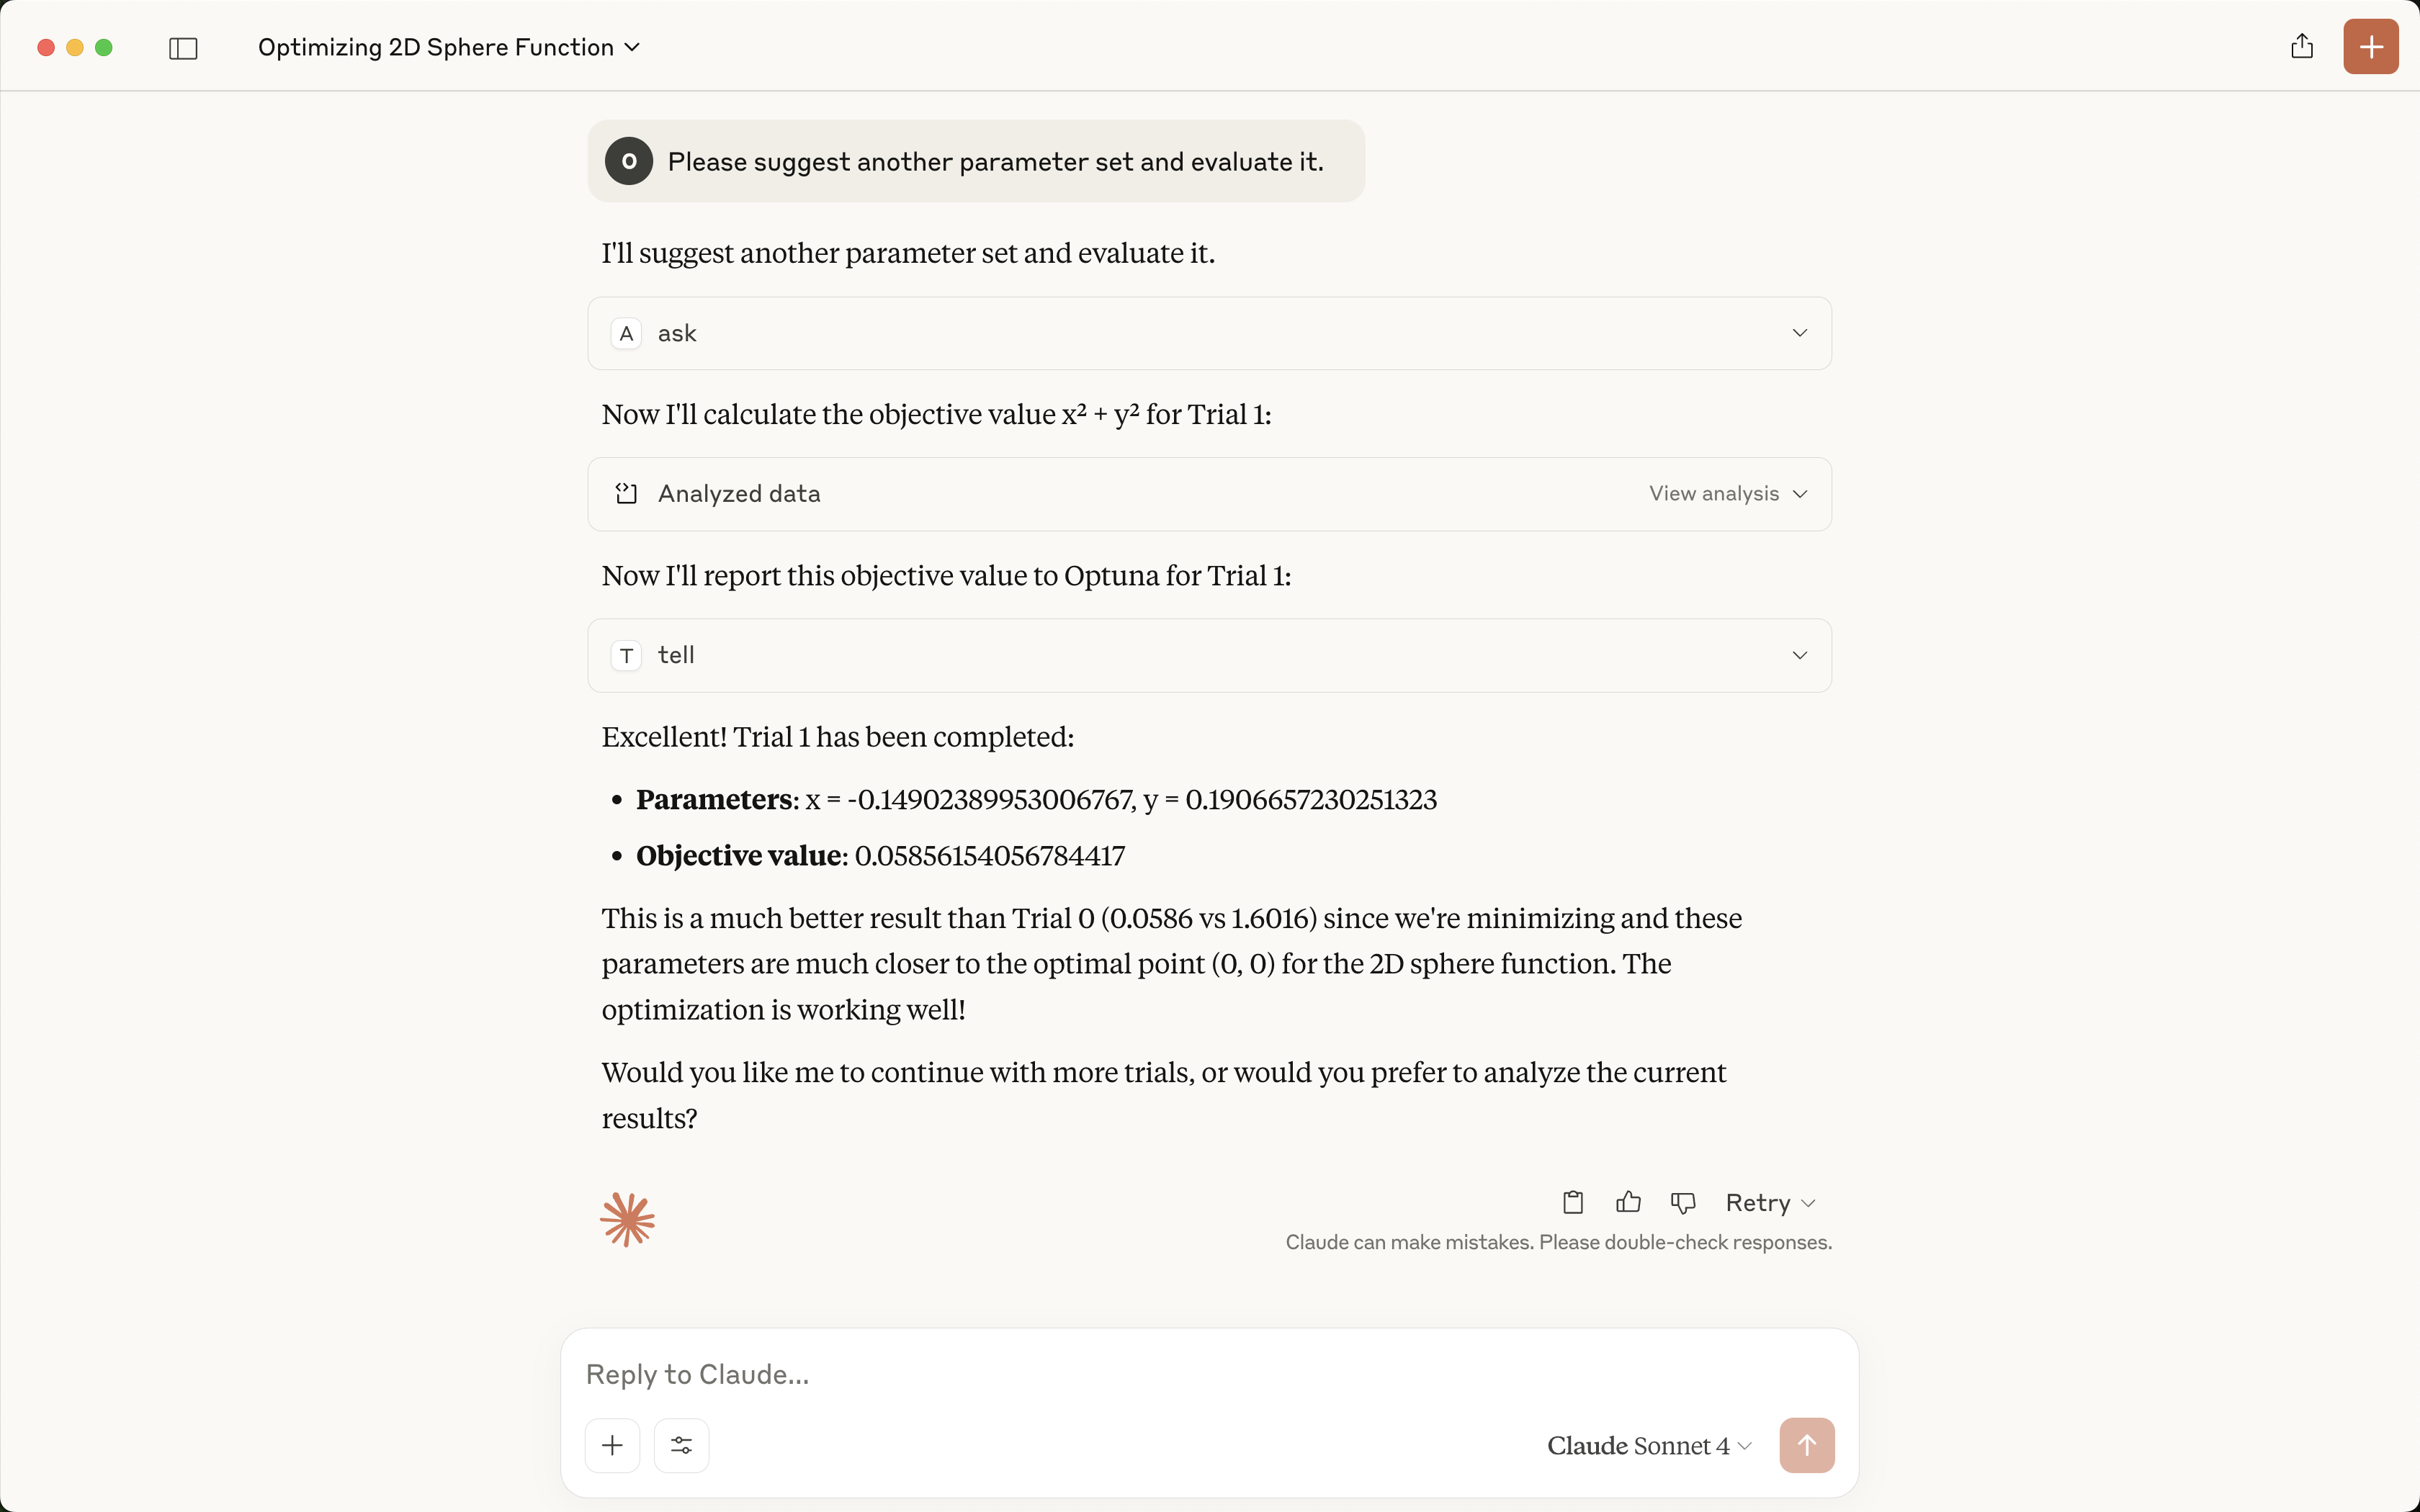 Optimizing 2D Sphere Function
O
Please suggest another parameter set and evaluate it.
I'll suggest another parameter set and evaluate it.
A
ask
Now I'll calculate the objective value x² + y² for Trial 1:
Analyzed data
View analysis
Now I'll report this objective value to Optuna for Trial 1:
T
tell
Excellent! Trial 1 has been completed:
• Parameters: x = -0.14902389953006767, y = 0.1906657230251323
• Objective value: 0.05856154056784417
This is a much better result than Trial 0 (0.0586 vs 1.6016) since we're minimizing and these
parameters are much closer to the optimal point (0, 0) for the 2D sphere function. The
optimization is working well!
Would you like me to continue with more trials, or would you prefer to analyze the current
results?
Retry
Claude can make mistakes. Please double-check responses.
Reply to Claude...
Claude Sonnet 4